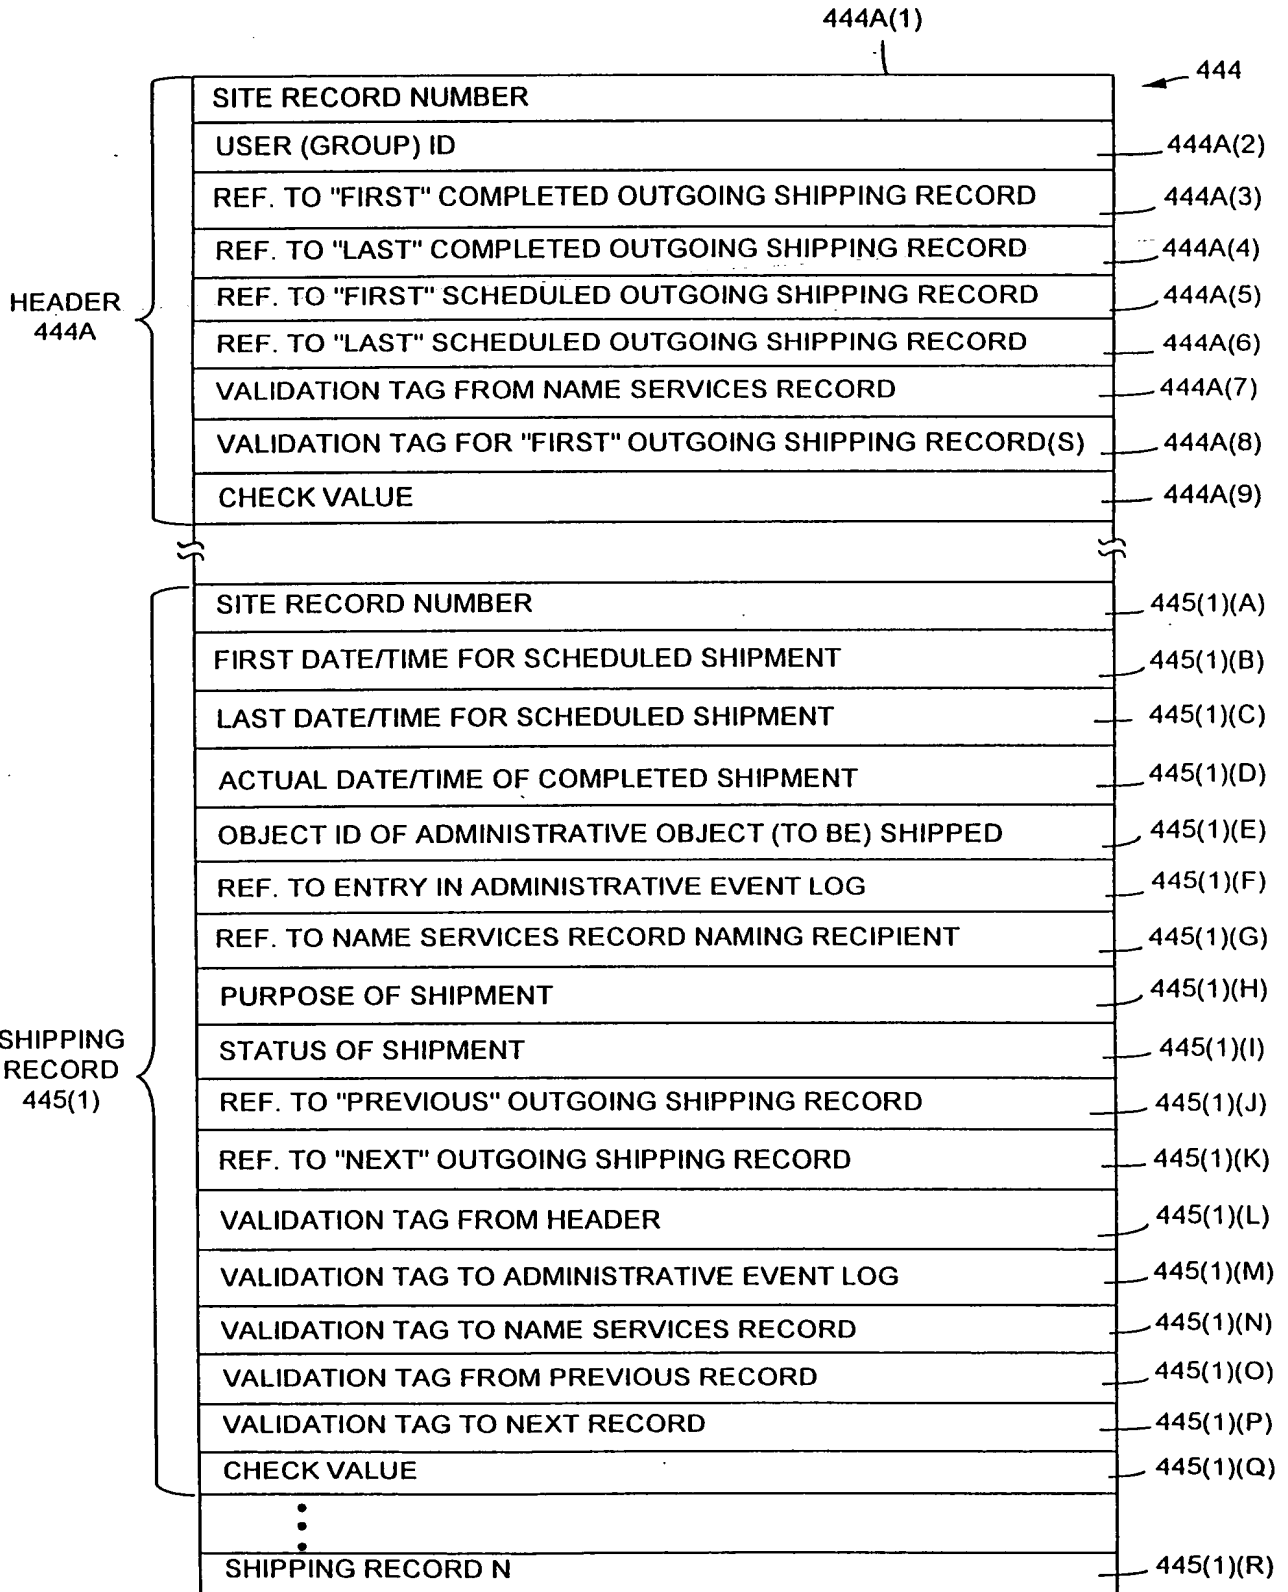 444A(1)
444
SITE RECORD NUMBER
USER (GROUP) ID 444A(2)
REF. TO "FIRST" COMPLETED OUTGOING SHIPPING RECORD 444A(3)
REF. TO "LAST" COMPLETED OUTGOING SHIPPING RECORD 444A(4)
REF. TO "FIRST" SCHEDULED OUTGOING SHIPPING RECORD 444A(5)
HEADER
444A
REF. TO "LAST" SCHEDULED OUTGOING SHIPPING RECORD 444A(6)
VALIDATION TAG FROM NAME SERVICES RECORD 444A(7)
VALIDATION TAG FOR "FIRST" OUTGOING SHIPPING RECORD(S) 444A(8)
CHECK VALUE 444A(9)
SITE RECORD NUMBER 445(1)(A)
FIRST DATE/TIME FOR SCHEDULED SHIPMENT 445(1)(B)
LAST DATE/TIME FOR SCHEDULED SHIPMENT 445(1)(C)
ACTUAL DATE/TIME OF COMPLETED SHIPMENT 445(1)(D)
OBJECT ID OF ADMINISTRATIVE OBJECT (TO BE) SHIPPED 445(1)(E)
REF. TO ENTRY IN ADMINISTRATIVE EVENT LOG 445(1)(F)
REF. TO NAME SERVICES RECORD NAMING RECIPIENT 445(1)(G)
PURPOSE OF SHIPMENT 445(1)(H)
STATUS OF SHIPMENT 445(1)(I)
SHIPPING
RECORD
445(1)
REF. TO "PREVIOUS" OUTGOING SHIPPING RECORD 445(1)(J)
REF. TO "NEXT" OUTGOING SHIPPING RECORD 445(1)(K)
VALIDATION TAG FROM HEADER 445(1)(L)
VALIDATION TAG TO ADMINISTRATIVE EVENT LOG 445(1)(M)
VALIDATION TAG TO NAME SERVICES RECORD 445(1)(N)
VALIDATION TAG FROM PREVIOUS RECORD 445(1)(O)
VALIDATION TAG TO NEXT RECORD 445(1)(P)
CHECK VALUE 445(1)(Q)
SHIPPING RECORD N 445(1)(R)